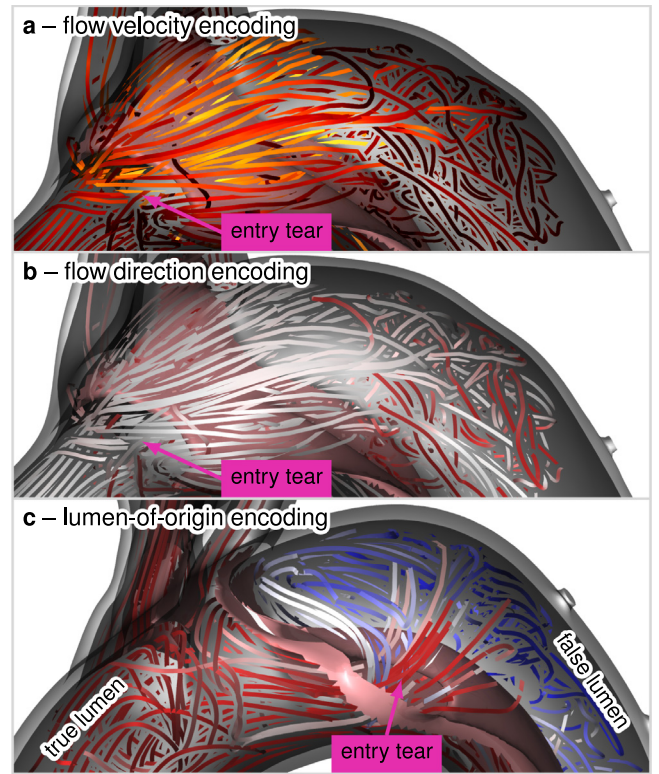 a – flow velocity encoding
entry tear
b – flow direction encoding
entry tear
c – lumen-of-origin encoding
true lumen
false lumen
entry tear